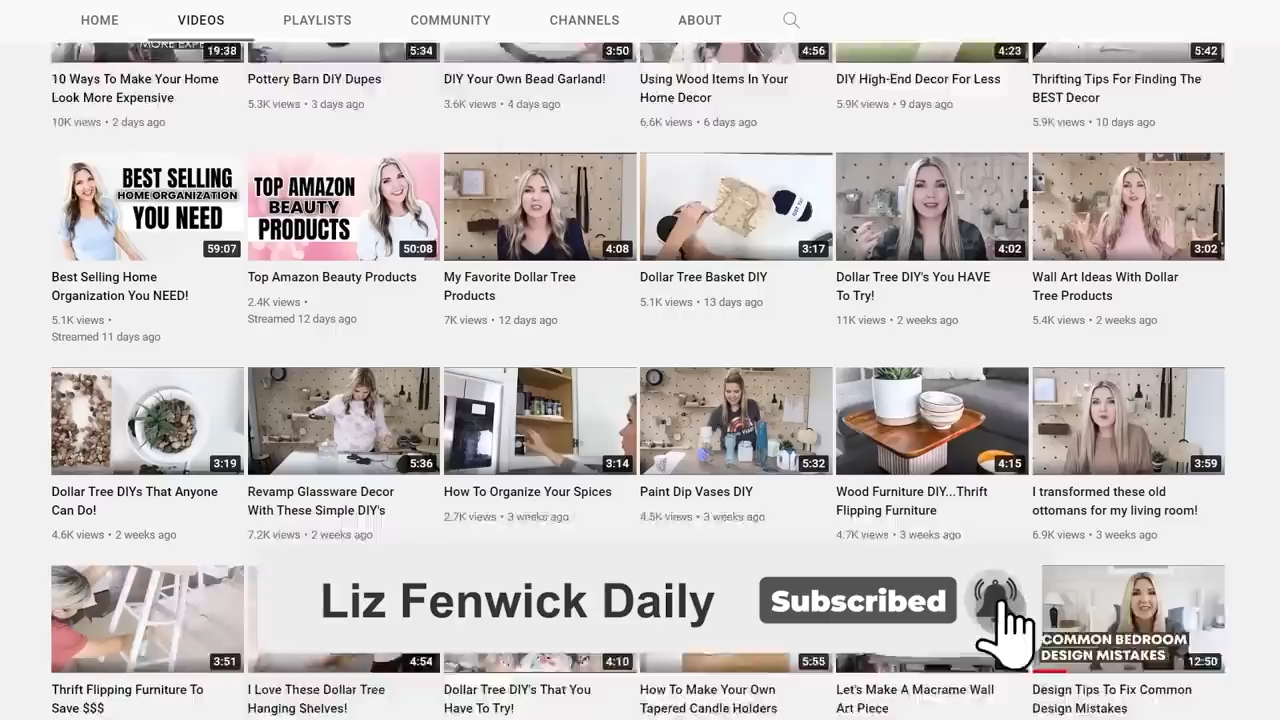 HOME VIDEOS PLAYLISTS COMMUNITY CHANNELS ABOUT
19:38 5:34 3:50 4:56 4:23 5:42
10 Ways To Make Your Home
Look More Expensive
10K views • 2 days ago
Pottery Barn DIY Dupes
5.3K views • 3 days ago
DIY Your Own Bead Garland!
3.6K views • 4 days ago
Using Wood Items In Your
Home Decor
6.6K views • 6 days ago
DIY High-End Decor For Less
5.9K views • 9 days ago
Thrifting Tips For Finding The
BEST Decor
5.9K views • 10 days ago
BEST SELLING
HOME ORGANIZATION
YOU NEED
59:07
Best Selling Home
Organization You NEED!
5.1K views •
Streamed 11 days ago
TOP AMAZON
BEAUTY
PRODUCTS
50:08
Top Amazon Beauty Products
2.4K views •
Streamed 12 days ago
4:08
My Favorite Dollar Tree
Products
7K views • 12 days ago
3:17
Dollar Tree Basket DIY
5.1K views • 13 days ago
4:02
Dollar Tree DIY's You HAVE
To Try!
11K views • 2 weeks ago
3:02
Wall Art Ideas With Dollar
Tree Products
5.4K views • 2 weeks ago
3:19
Dollar Tree DIYs That Anyone
Can Do!
4.6K views • 2 weeks ago
5:36
Revamp Glassware Decor
With These Simple DIY's
7.2K views • 2 weeks ago
3:14
How To Organize Your Spices
2.7K views • 3 weeks ago
5:32
Paint Dip Vases DIY
4.5K views • 3 weeks ago
4:15
Wood Furniture DIY...Thrift
Flipping Furniture
4.7K views • 3 weeks ago
3:59
I transformed these old
ottomans for my living room!
6.9K views • 3 weeks ago
Liz Fenwick Daily
Subscribed
3:51
Thrift Flipping Furniture To
Save $$$
4:54
I Love These Dollar Tree
Hanging Shelves!
4:10
Dollar Tree DIY's That You
Have To Try!
5:55
How To Make Your Own
Tapered Candle Holders
Let's Make A Macrame Wall
Art Piece
COMMON BEDROOM
DESIGN MISTAKES
12:50
Design Tips To Fix Common
Design Mistakes